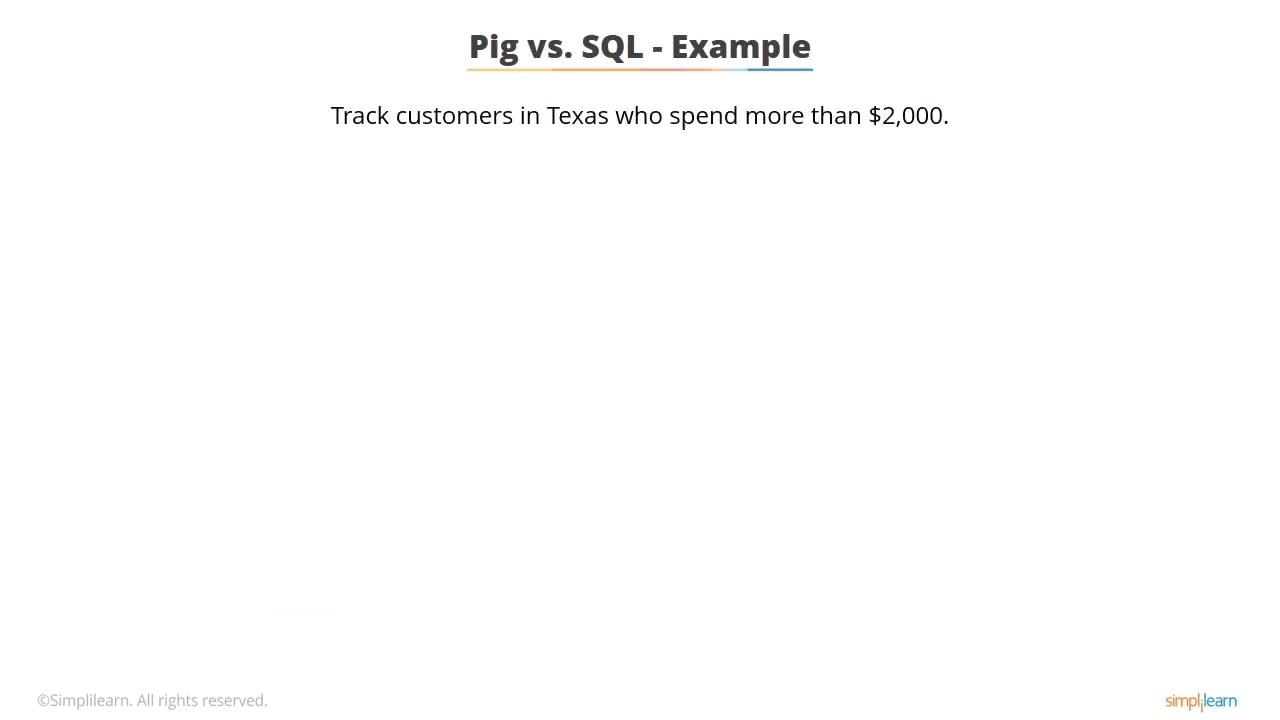 Pig vs. SQL - Example
Track customers in Texas who spend more than $2,000.
©Simplilearn. All rights reserved.
simplilearn